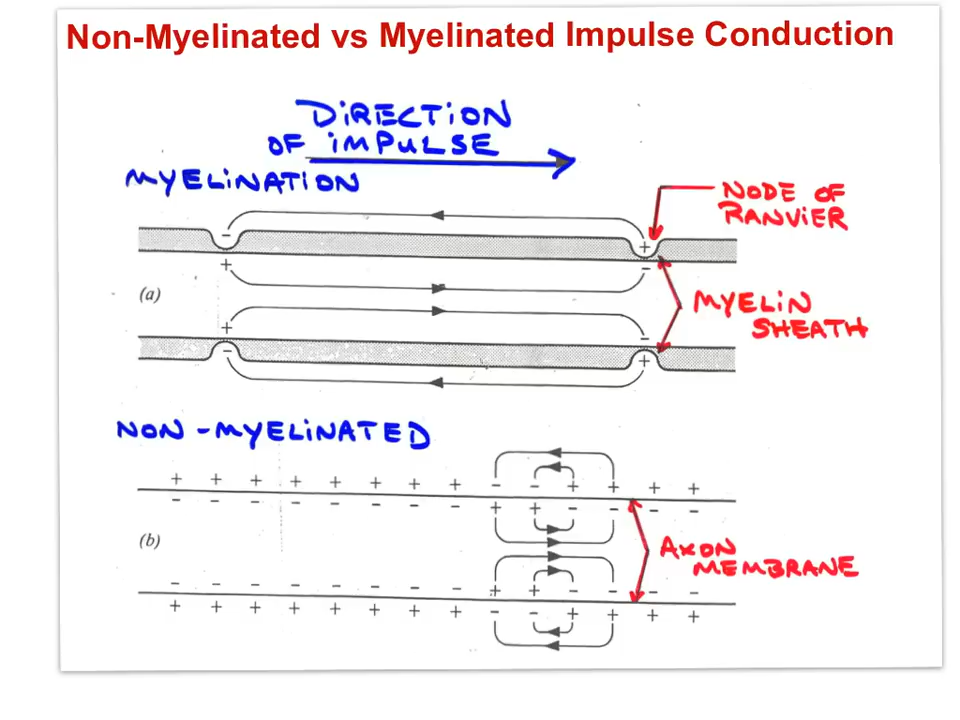 Non-Myelinated vs Myelinated Impulse Conduction
DIRECTION
OF IMPULSE
MYELINATION
NODE OF
RANVIER
- +
+ -
(a)
MYELIN
SHEATH
+ -
- +
NON-MYELINATED
+ + + + + + + + - - + + + +
- - - - - - - - + + - - - -
(b)
AXON
MEMBRANE
- - - - - - - - + + - - - -
+ + + + + + + + - - + + + +